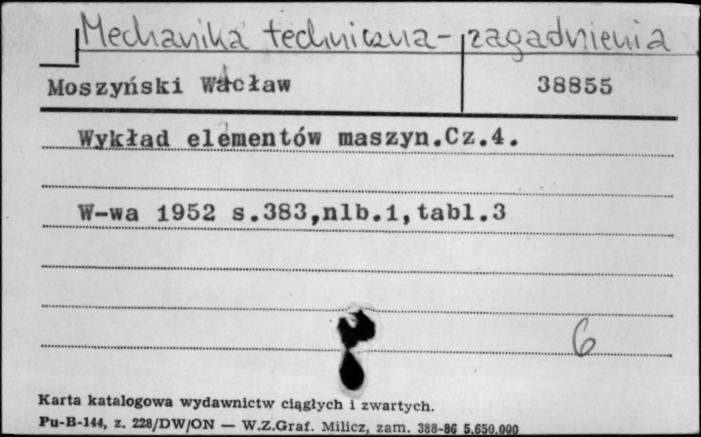 Mechanika techniczna - zagadnienia
Moszyński Wacław 38855
Wykład elementów maszyn.Cz.4.
W-wa 1952 s.383,nlb.1,tabl.3
6
Karta katalogowa wydawnictw ciągłych i zwartych.
Pu-B-144, z. 228/DW/ON — W.Z.Graf. Milicz, zam. 388-86 5.650.000